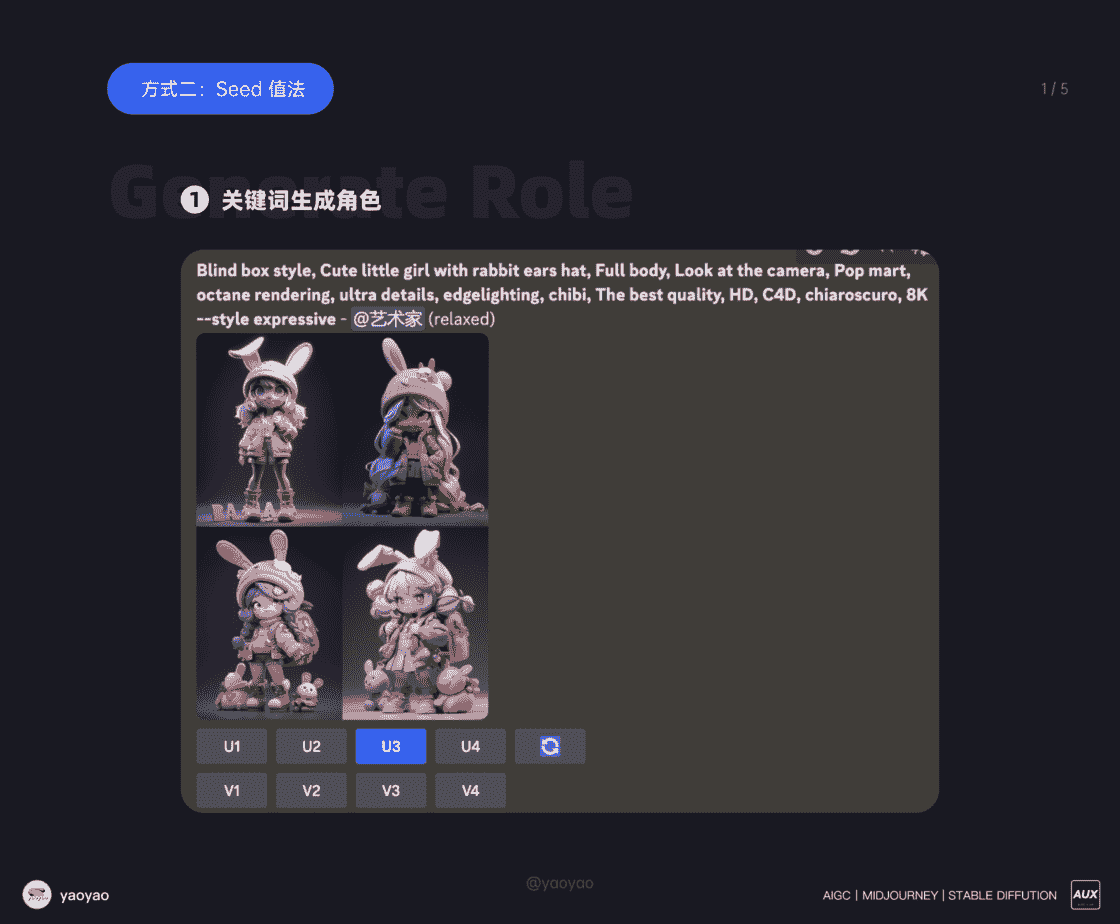 方式二：Seed 值法
1 / 5
Generate Role
1 关键词生成角色
Blind box style, Cute little girl with rabbit ears hat, Full body, Look at the camera, Pop mart,
octane rendering, ultra details, edgelighting, chibi, The best quality, HD, C4D, chiaroscuro, 8K
--style expressive - @艺术家 (relaxed)
U1 U2 U3 U4
V1 V2 V3 V4
@yaoyao
yaoyao
AIGC | MIDJOURNEY | STABLE DIFFUTION AUX